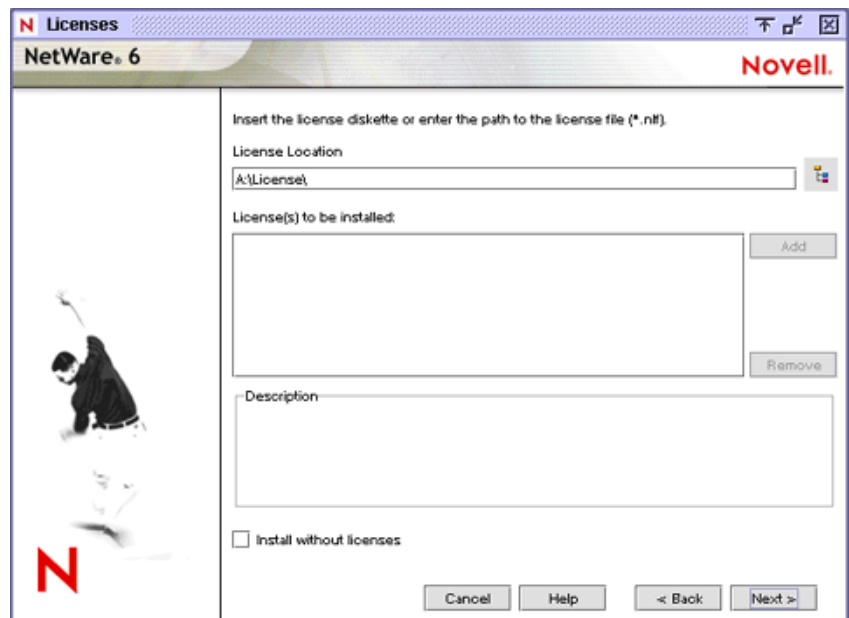 N Licenses
NetWare® 6
Novell.
Insert the license diskette or enter the path to the license file (*.nlf).
License Location
A:\License\
License(s) to be installed:
Add
Remove
Description
Install without licenses
Cancel Help < Back Next >
N